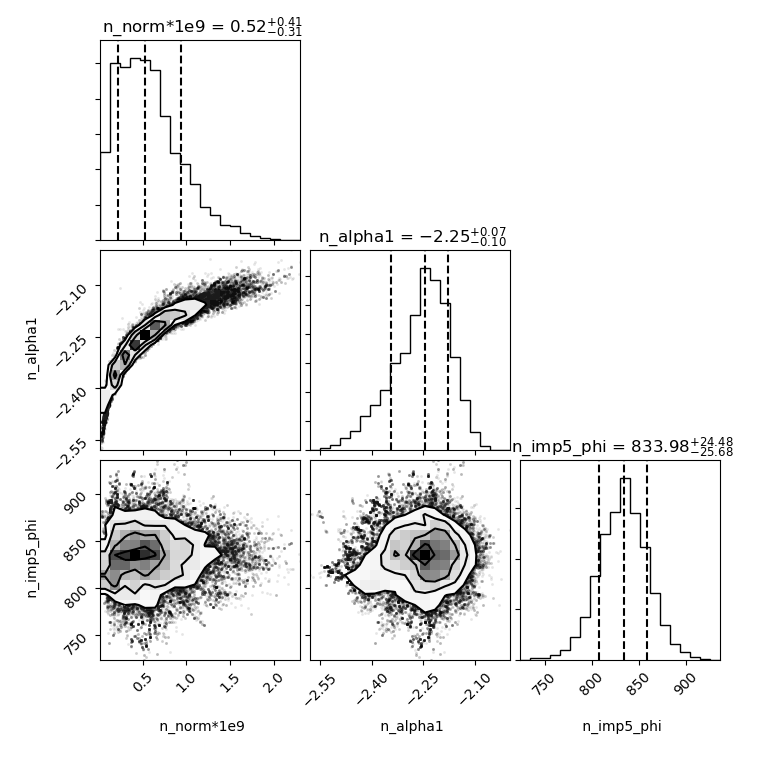 n_norm*1e9 = 0.52+0.41−0.31
n_alpha1 = −2.25+0.07−0.10
n_alpha1
−2.10
−2.25
−2.40
−2.55
n_imp5_phi = 833.98+24.48−25.68
n_imp5_phi
900
850
800
750
0.5
1.0
1.5
2.0
−2.55
−2.40
−2.25
−2.10
750
800
850
900
n_norm*1e9
n_alpha1
n_imp5_phi